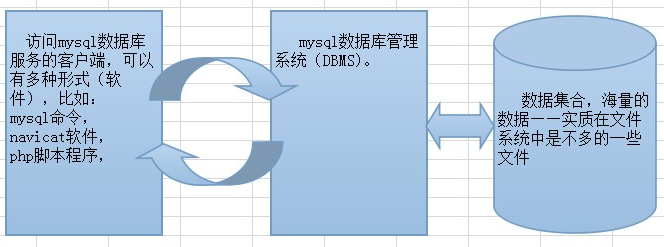 访问mysql数据库
服务的客户端，可以
有多种形式（软
件），比如：
mysql命令，
navicat软件，
php脚本程序，
mysql数据库管理
系统（DBMS）。
数据集合，海量的
数据——实质在文件
系统中是不多的一些
文件